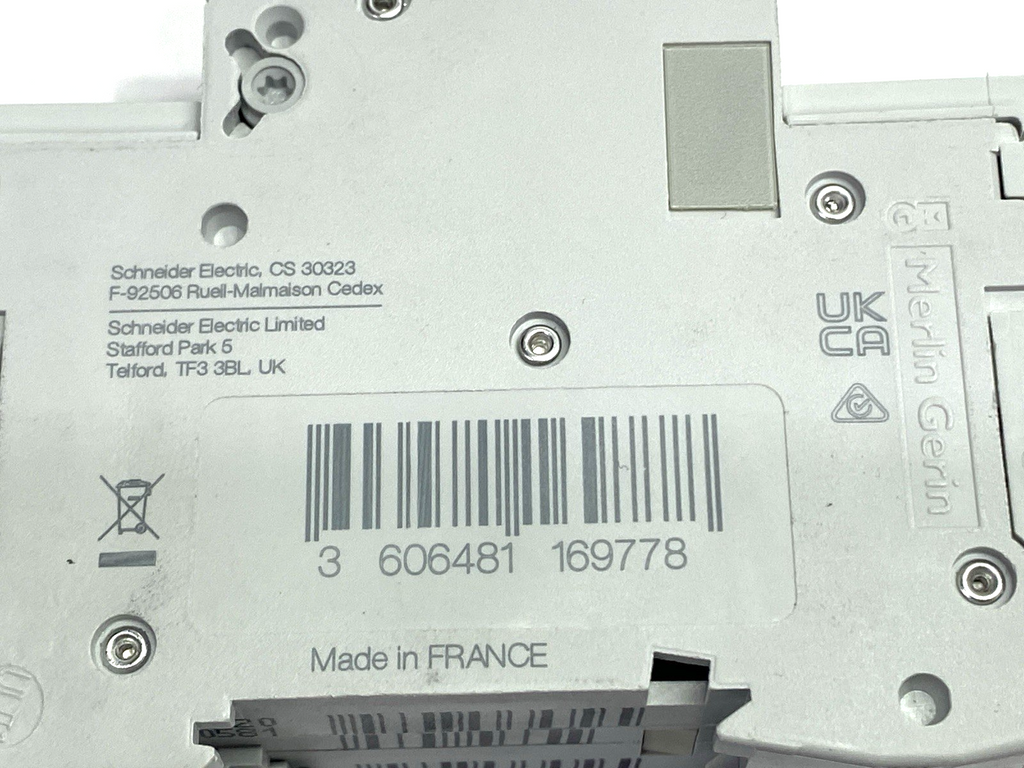 Schneider Electric, CS 30323
F-92506 Rueil-Malmaison Cedex
Schneider Electric Limited
Stafford Park 5
Telford, TF3 3BL, UK
UK
CA
Merlin Gerin
3 606481 169778
Made in FRANCE